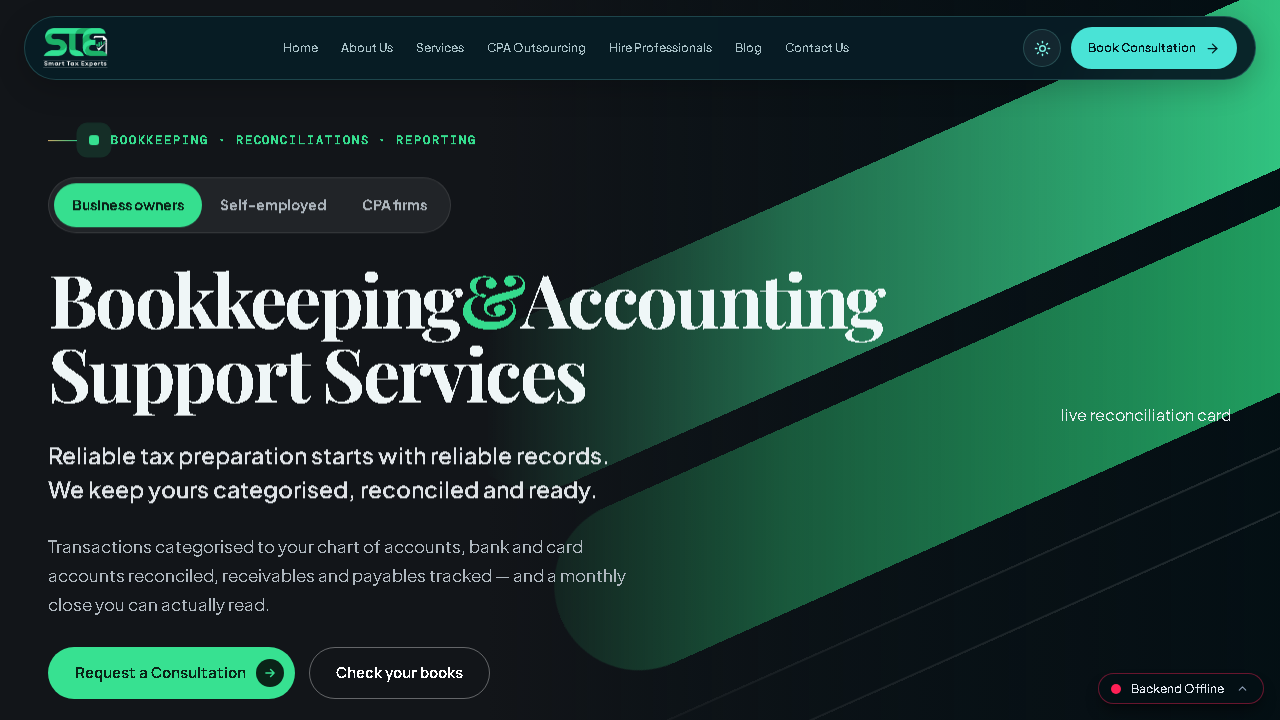 STE
Smart Tax Experts
Home
About Us
Services
CPA Outsourcing
Hire Professionals
Blog
Contact Us
Book Consultation
BOOKKEEPING · RECONCILIATIONS · REPORTING
Business owners
Self-employed
CPA firms
Bookkeeping & Accounting
Support Services
Reliable tax preparation starts with reliable records.
We keep yours categorised, reconciled and ready.
live reconciliation card
Transactions categorised to your chart of accounts, bank and card
accounts reconciled, receivables and payables tracked — and a monthly
close you can actually read.
Request a Consultation
Check your books
Backend Offline